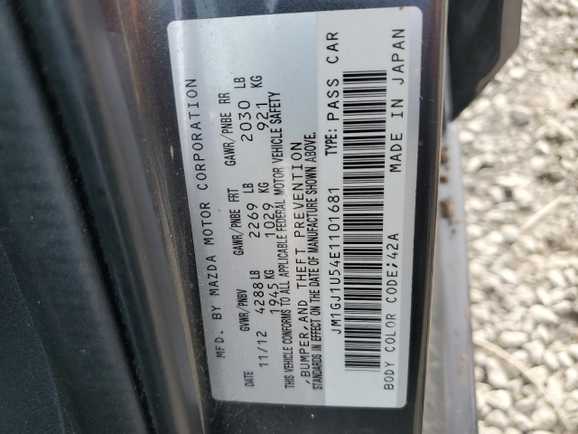 MFD. BY MAZDA MOTOR CORPORATION
GVWR/PNBV GAWR/PNBE FRT GAWR/PNBE RR
11/12 4288 LB 2269 LB 2030 LB
1945 KG 1029 KG 921 KG
THIS VEHICLE CONFORMS TO ALL APPLICABLE FEDERAL MOTOR VEHICLE SAFETY
,BUMPER,AND THEFT PREVENTION
STANDARDS IN EFFECT ON THE DATE OF MANUFACTURE SHOWN ABOVE.
JM1GJ1U54E1101681 TYPE: PASS CAR
BODY COLOR CODE;42A MADE IN JAPAN